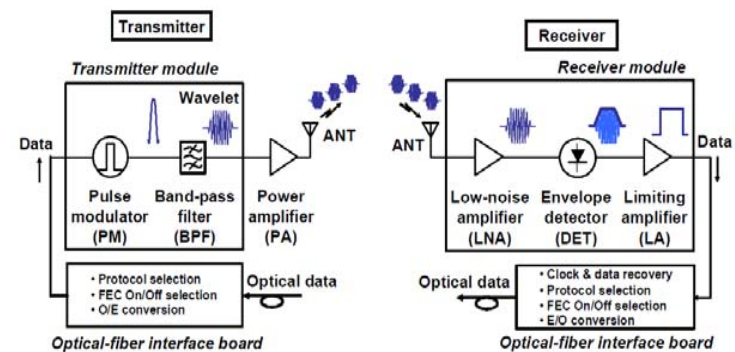 Transmitter
Transmitter module
Wavelet
Data
ANT
Pulse
modulator
(PM)
Band-pass
filter
(BPF)
Power
amplifier
(PA)
• Protocol selection
• FEC On/Off selection
• O/E conversion
Optical data
Optical-fiber interface board
Receiver
Receiver module
ANT
Data
Low-noise
amplifier
(LNA)
Envelope
detector
(DET)
Limiting
amplifier
(LA)
Optical data
• Clock & data recovery
• Protocol selection
• FEC On/Off selection
• E/O conversion
Optical-fiber interface board